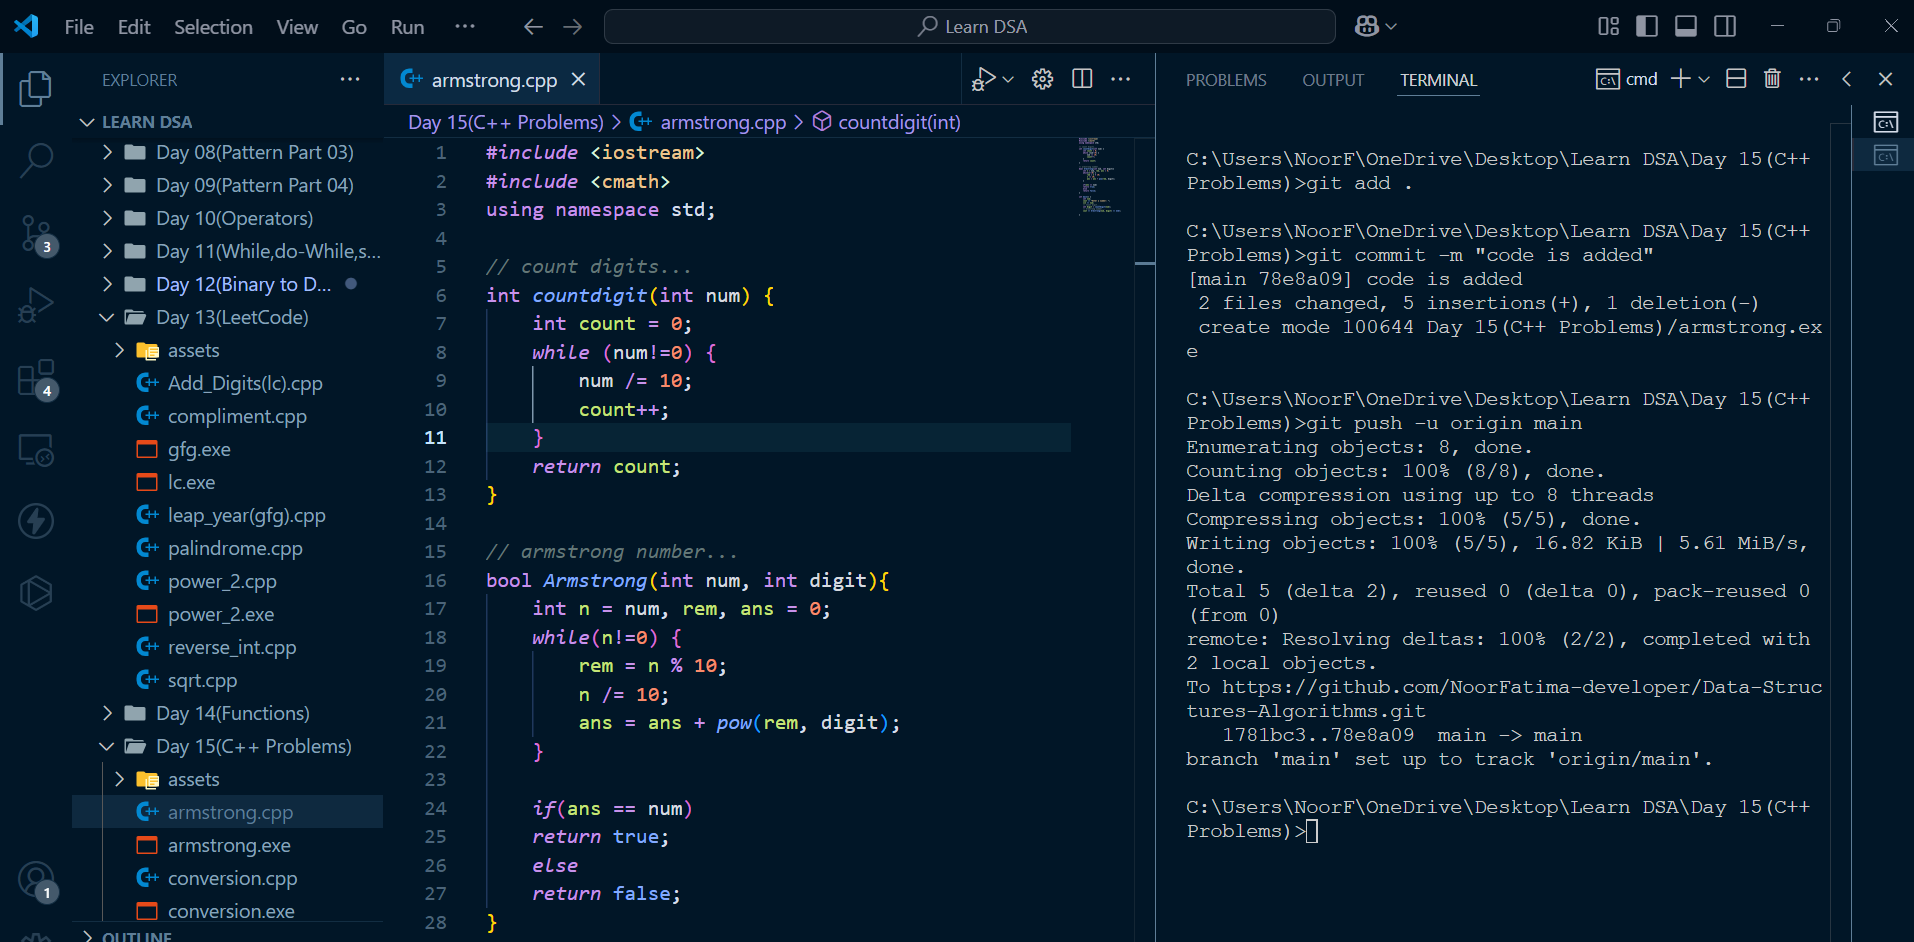 File Edit Selection View Go Run ··· Learn DSA
EXPLORER ···
LEARN DSA
Day 08(Pattern Part 03)
Day 09(Pattern Part 04)
Day 10(Operators)
Day 11(While,do-While,s...
Day 12(Binary to D...
Day 13(LeetCode)
assets
Add_Digits(lc).cpp
compliment.cpp
gfg.exe
lc.exe
leap_year(gfg).cpp
palindrome.cpp
power_2.cpp
power_2.exe
reverse_int.cpp
sqrt.cpp
Day 14(Functions)
Day 15(C++ Problems)
assets
armstrong.cpp
armstrong.exe
conversion.cpp
conversion.exe
OUTLINE
3
4
1
armstrong.cpp
Day 15(C++ Problems) > armstrong.cpp > countdigit(int)
1 #include <iostream>
2 #include <cmath>
3 using namespace std;
4
5 // count digits...
6 int countdigit(int num) {
7 int count = 0;
8 while (num!=0) {
9 num /= 10;
10 count++;
11 }
12 return count;
13 }
14
15 // armstrong number...
16 bool Armstrong(int num, int digit){
17 int n = num, rem, ans = 0;
18 while(n!=0) {
19 rem = n % 10;
20 n /= 10;
21 ans = ans + pow(rem, digit);
22 }
23
24 if(ans == num)
25 return true;
26 else
27 return false;
28 }
PROBLEMS OUTPUT TERMINAL cmd
C:\Users\NoorF\OneDrive\Desktop\Learn DSA\Day 15(C++
Problems)>git add .
C:\Users\NoorF\OneDrive\Desktop\Learn DSA\Day 15(C++
Problems)>git commit -m "code is added"
[main 78e8a09] code is added
2 files changed, 5 insertions(+), 1 deletion(-)
create mode 100644 Day 15(C++ Problems)/armstrong.ex
e
C:\Users\NoorF\OneDrive\Desktop\Learn DSA\Day 15(C++
Problems)>git push -u origin main
Enumerating objects: 8, done.
Counting objects: 100% (8/8), done.
Delta compression using up to 8 threads
Compressing objects: 100% (5/5), done.
Writing objects: 100% (5/5), 16.82 KiB | 5.61 MiB/s,
done.
Total 5 (delta 2), reused 0 (delta 0), pack-reused 0
(from 0)
remote: Resolving deltas: 100% (2/2), completed with
2 local objects.
To https://github.com/NoorFatima-developer/Data-Struc
tures-Algorithms.git
1781bc3..78e8a09 main -> main
branch 'main' set up to track 'origin/main'.
C:\Users\NoorF\OneDrive\Desktop\Learn DSA\Day 15(C++
Problems)>